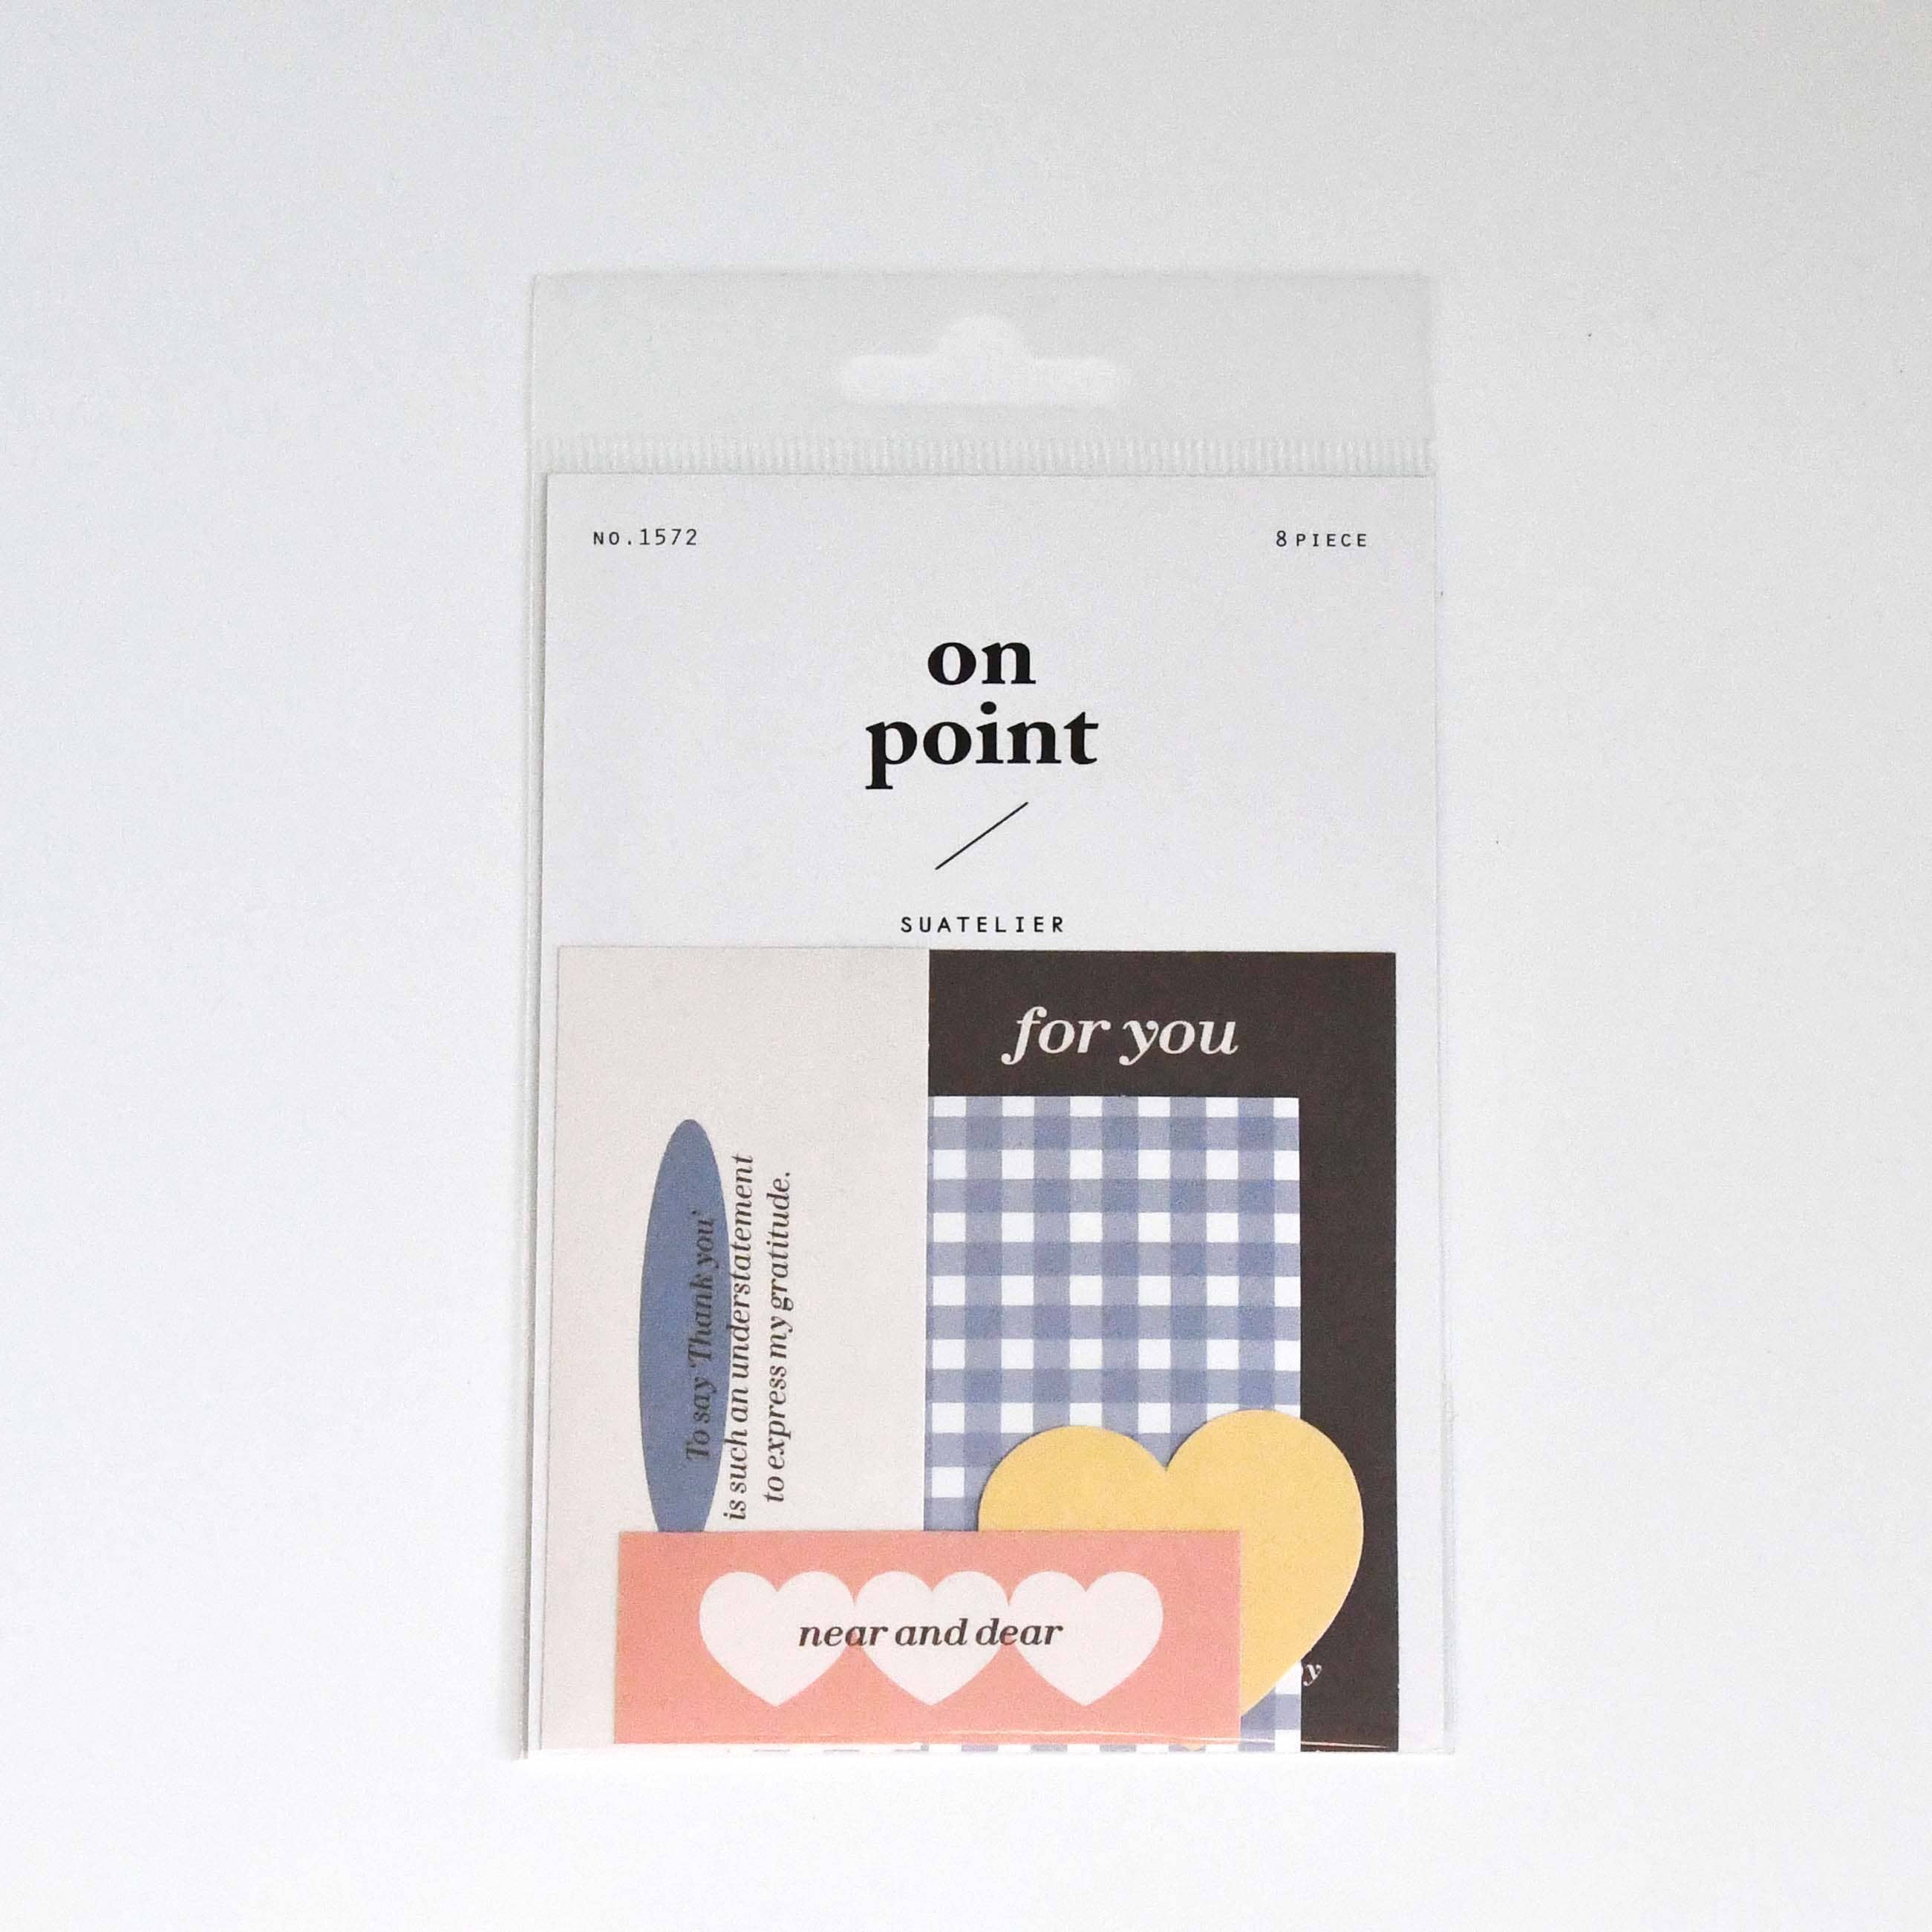 NO.1572
8 PIECE
on
point
SUATELIER
for you
To say 'Thank you'
is such an understatement
to express my gratitude.
near and dear